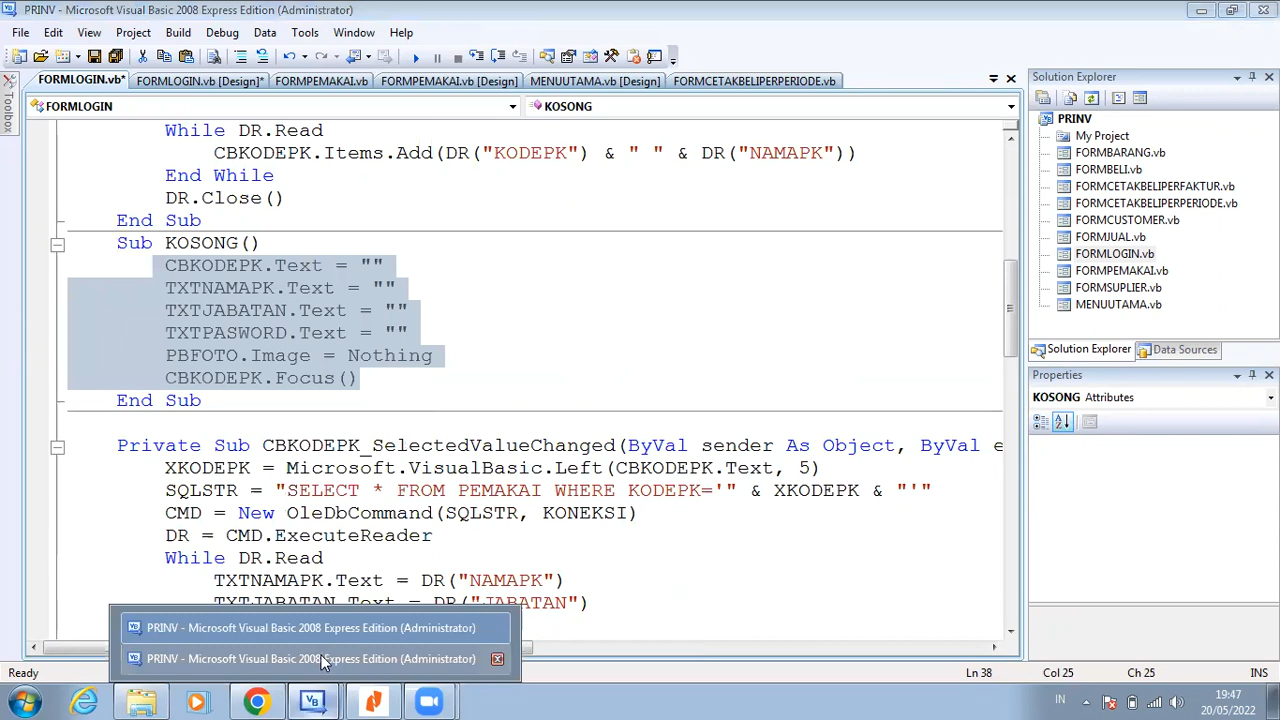 PRINV - Microsoft Visual Basic 2008 Express Edition (Administrator)
File Edit View Project Build Debug Data Tools Window Help
FORMLOGIN.vb* FORMLOGIN.vb [Design]* FORMPEMAKAI.vb FORMPEMAKAI.vb [Design] MENUUTAMA.vb [Design] FORMCETAKBELIPERPERIODE.vb
Toolbox
FORMLOGIN KOSONG
While DR.Read
CBKODEPK.Items.Add(DR("KODEPK") & " " & DR("NAMAPK"))
End While
DR.Close()
End Sub
Sub KOSONG()
CBKODEPK.Text = ""
TXTNAMAPK.Text = ""
TXTJABATAN.Text = ""
TXTPASWORD.Text = ""
PBFOTO.Image = Nothing
CBKODEPK.Focus()
End Sub
Private Sub CBKODEPK_SelectedValueChanged(ByVal sender As Object, ByVal e
XKODEPK = Microsoft.VisualBasic.Left(CBKODEPK.Text, 5)
SQLSTR = "SELECT * FROM PEMAKAI WHERE KODEPK='" & XKODEPK & "'"
CMD = New OleDbCommand(SQLSTR, KONEKSI)
DR = CMD.ExecuteReader
While DR.Read
TXTNAMAPK.Text = DR("NAMAPK")
TXTJABATAN.Text = DR("JABATAN")
PRINV - Microsoft Visual Basic 2008 Express Edition (Administrator)
PRINV - Microsoft Visual Basic 2008 Express Edition (Administrator)
Solution Explorer
PRINV
My Project
FORMBARANG.vb
FORMBELI.vb
FORMCETAKBELIPERFAKTUR.vb
FORMCETAKBELIPERPERIODE.vb
FORMCUSTOMER.vb
FORMJUAL.vb
FORMLOGIN.vb
FORMPEMAKAI.vb
FORMSUPLIER.vb
MENUUTAMA.vb
Solution Explorer Data Sources
Properties
KOSONG Attributes
Ready Ln 38 Col 25 Ch 25 INS
IN 19:47
20/05/2022